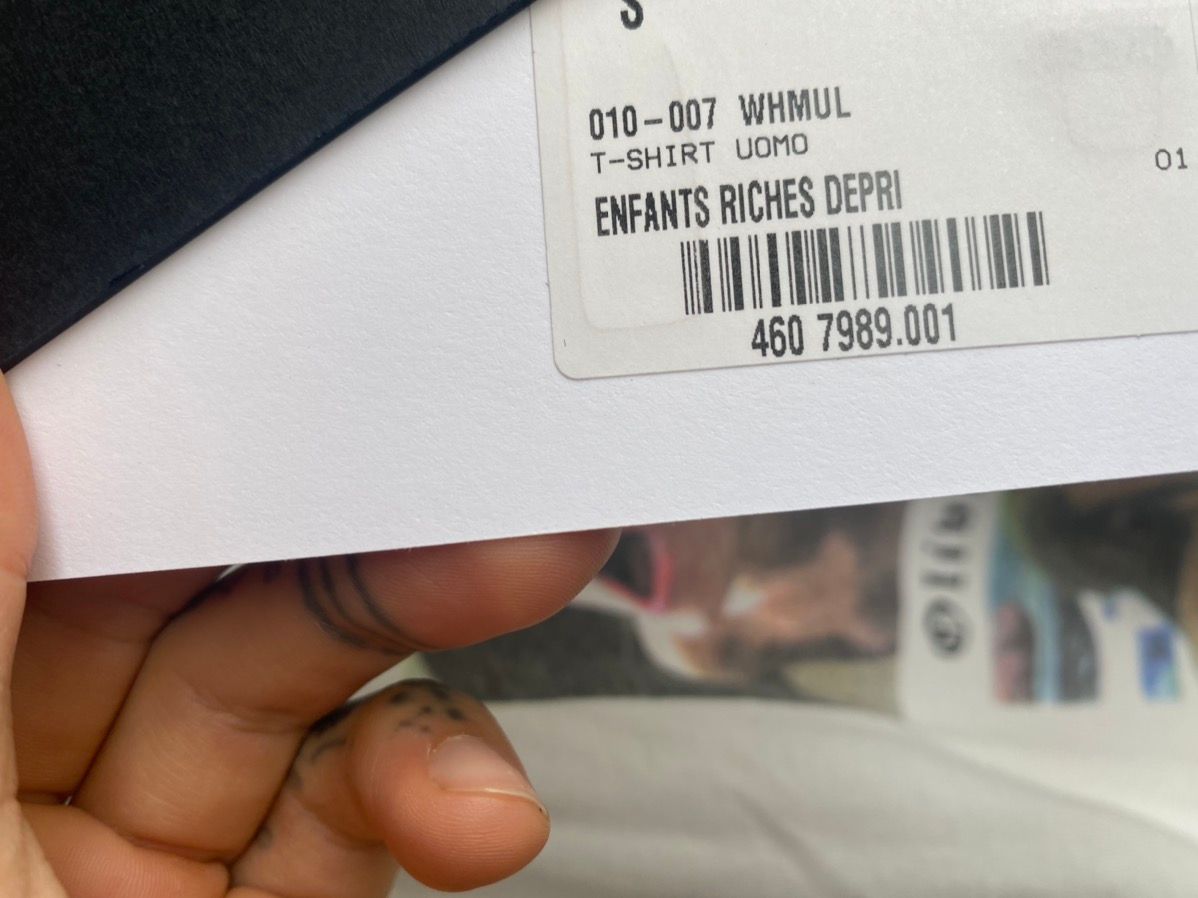 S
010-007 WHMUL
T-SHIRT UOMO
01
ENFANTS RICHES DEPRI
460 7989.001